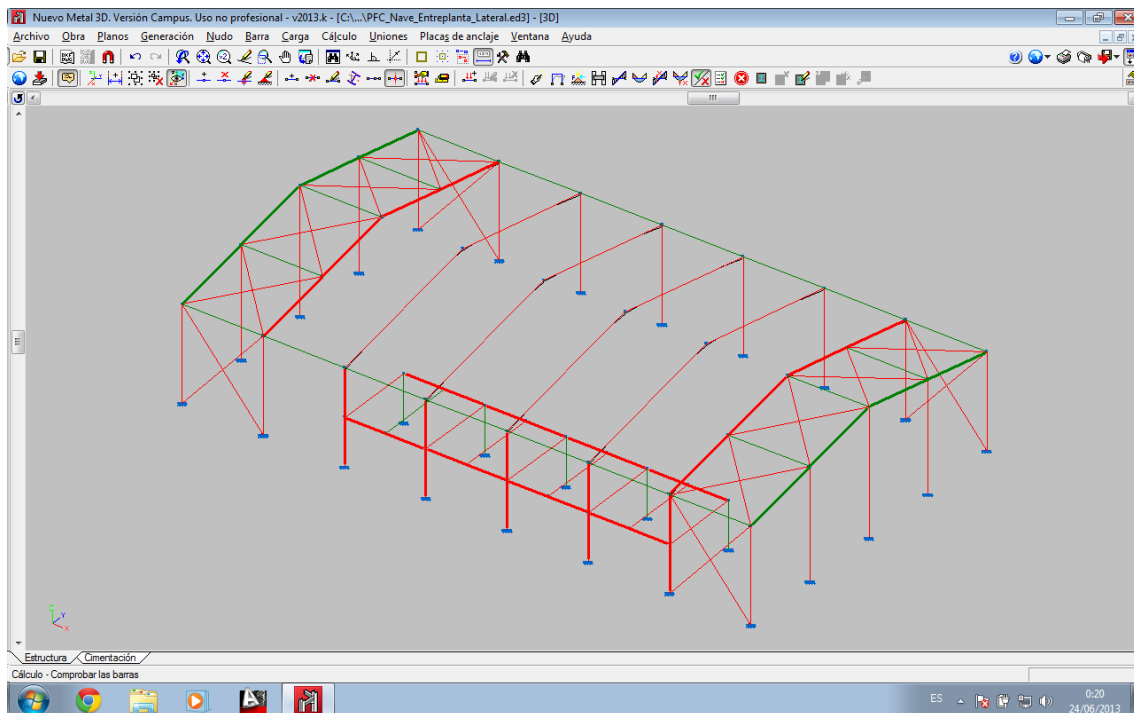 Nuevo Metal 3D. Versión Campus. Uso no profesional - v2013.k - [C:\...\PFC_Nave_Entreplanta_Lateral.ed3] - [3D]
Archivo Obra Planos Generación Nudo Barra Carga Cálculo Uniones Placas de anclaje Ventana Ayuda
Z
Y
X
Estructura Cimentación
Cálculo - Comprobar las barras
ES 0:20
24/06/2013